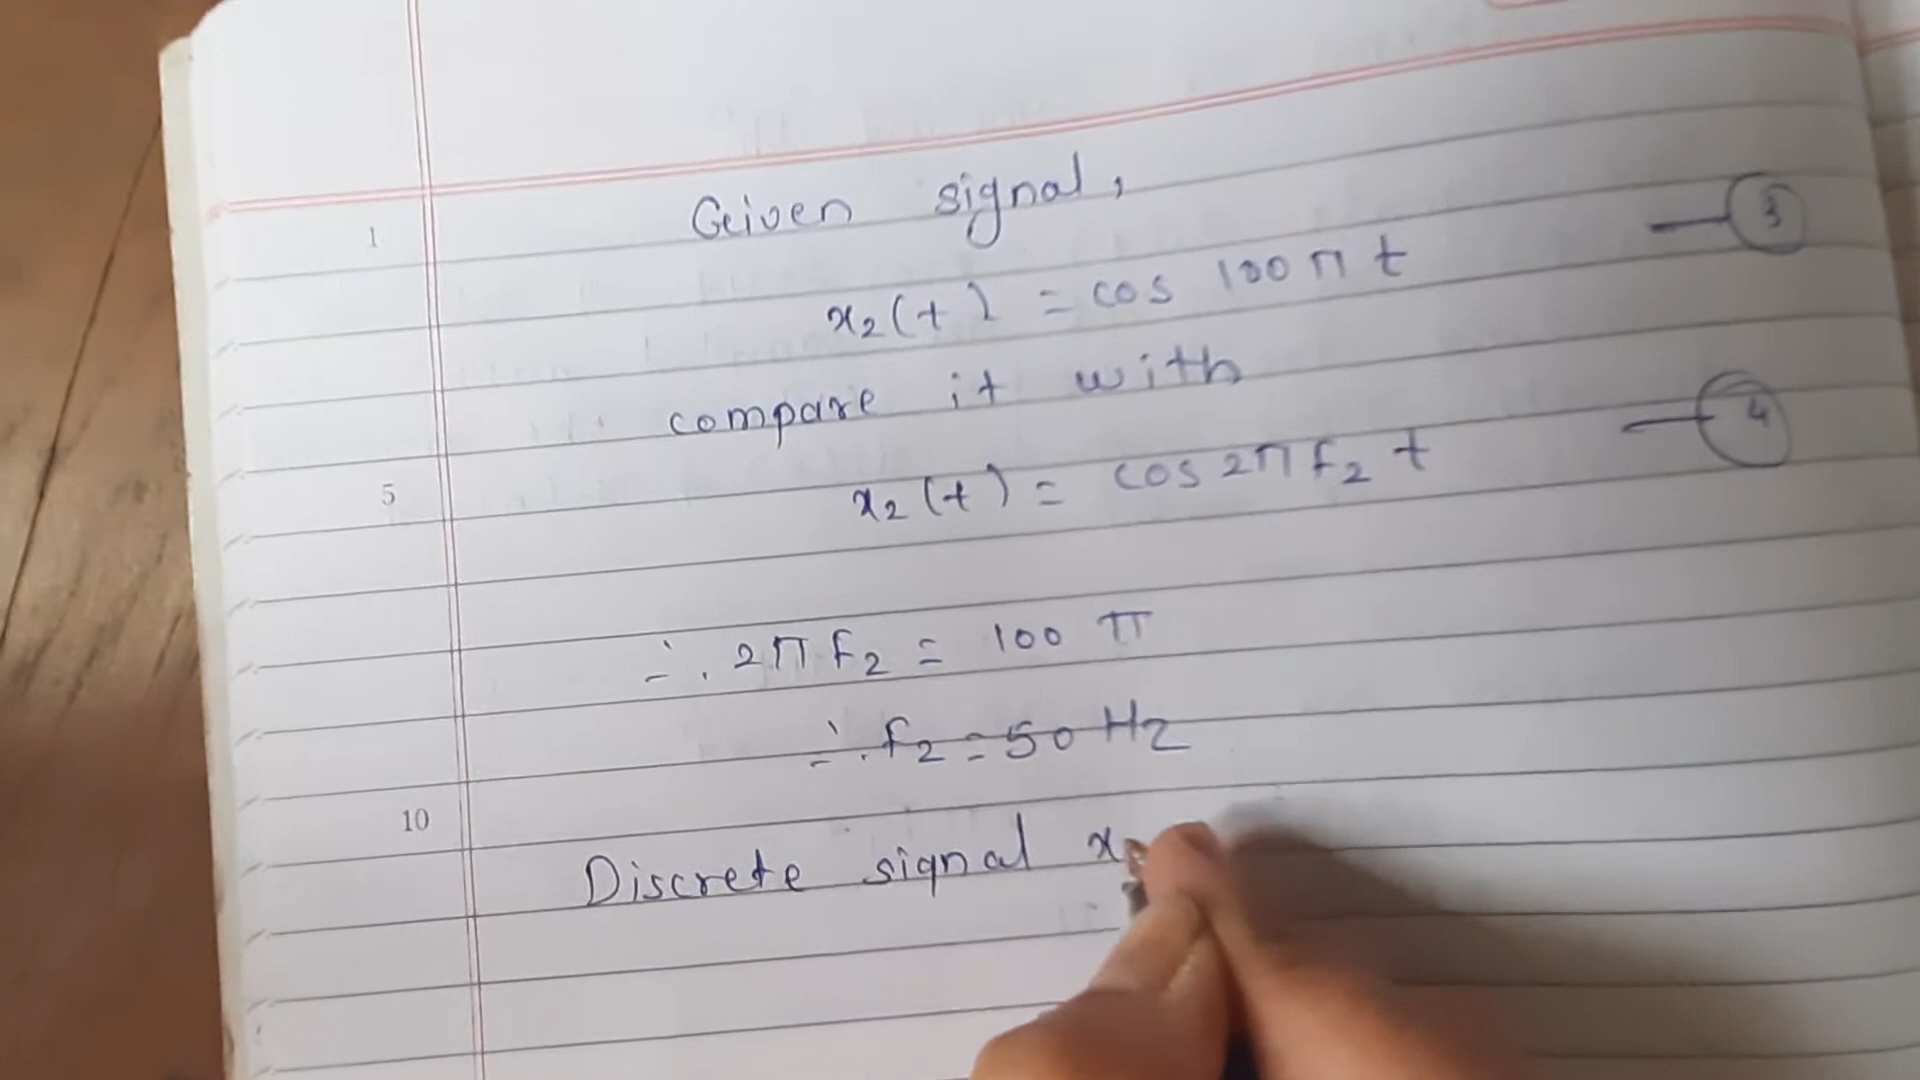 1
Given signal,
x₂(t) = cos 100 π t — 3
compare it with
x₂(t) = cos 2π f₂ t — 4
5
∴ 2π f₂ = 100 π
∴ f₂ = 50 Hz
10
Discrete signal x